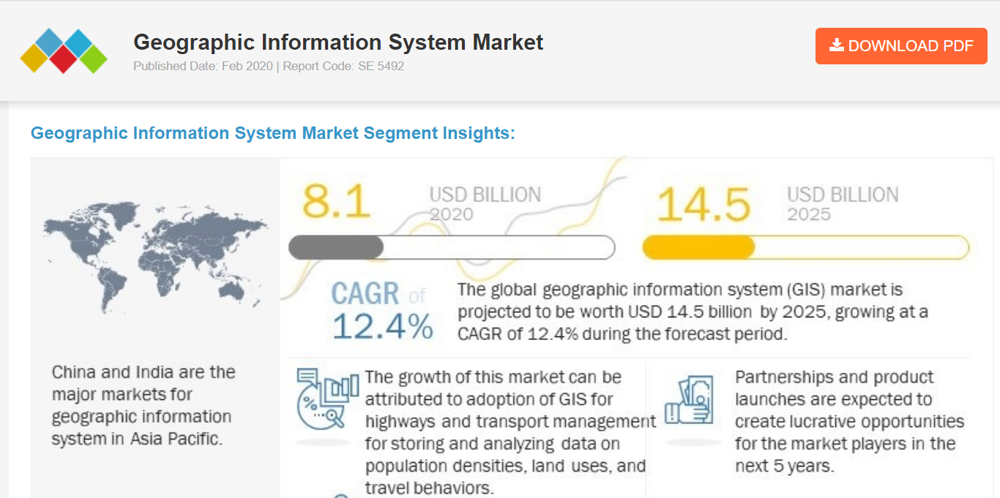 Geographic Information System Market
Published Date: Feb 2020 | Report Code: SE 5492
DOWNLOAD PDF
Geographic Information System Market Segment Insights:
8.1
USD BILLION
2020
14.5
USD BILLION
2025
CAGR of
12.4%
The global geographic information system (GIS) market is
projected to be worth USD 14.5 billion by 2025, growing at a
CAGR of 12.4% during the forecast period.
China and India are the
major markets for
geographic information
system in Asia Pacific.
%
The growth of this market can be
attributed to adoption of GIS for
highways and transport management
for storing and analyzing data on
population densities, land uses, and
travel behaviors.
Partnerships and product
launches are expected to
create lucrative opportunities
for the market players in the
next 5 years.